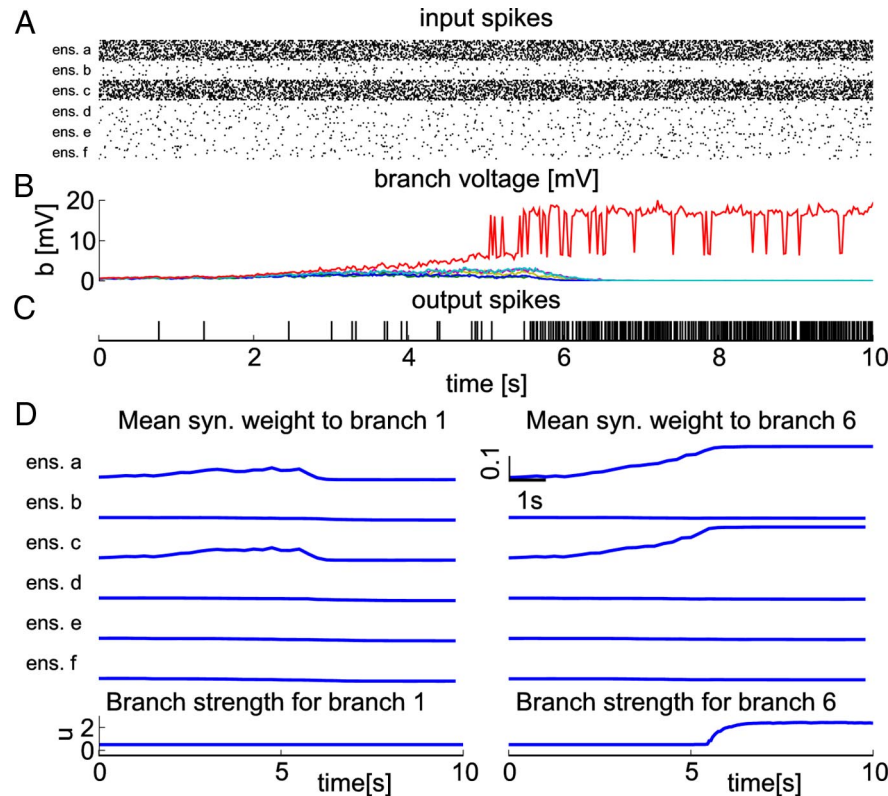 A
input spikes
ens. a
ens. b
ens. c
ens. d
ens. e
ens. f
B
branch voltage [mV]
b [mV]
20
10
0
C
output spikes
0 2 4 6 8 10
time [s]
D
Mean syn. weight to branch 1
Mean syn. weight to branch 6
ens. a
ens. b
ens. c
ens. d
ens. e
ens. f
0.1
1s
Branch strength for branch 1
Branch strength for branch 6
u
2
0
0 5 10
time[s]
0 5 10
time[s]